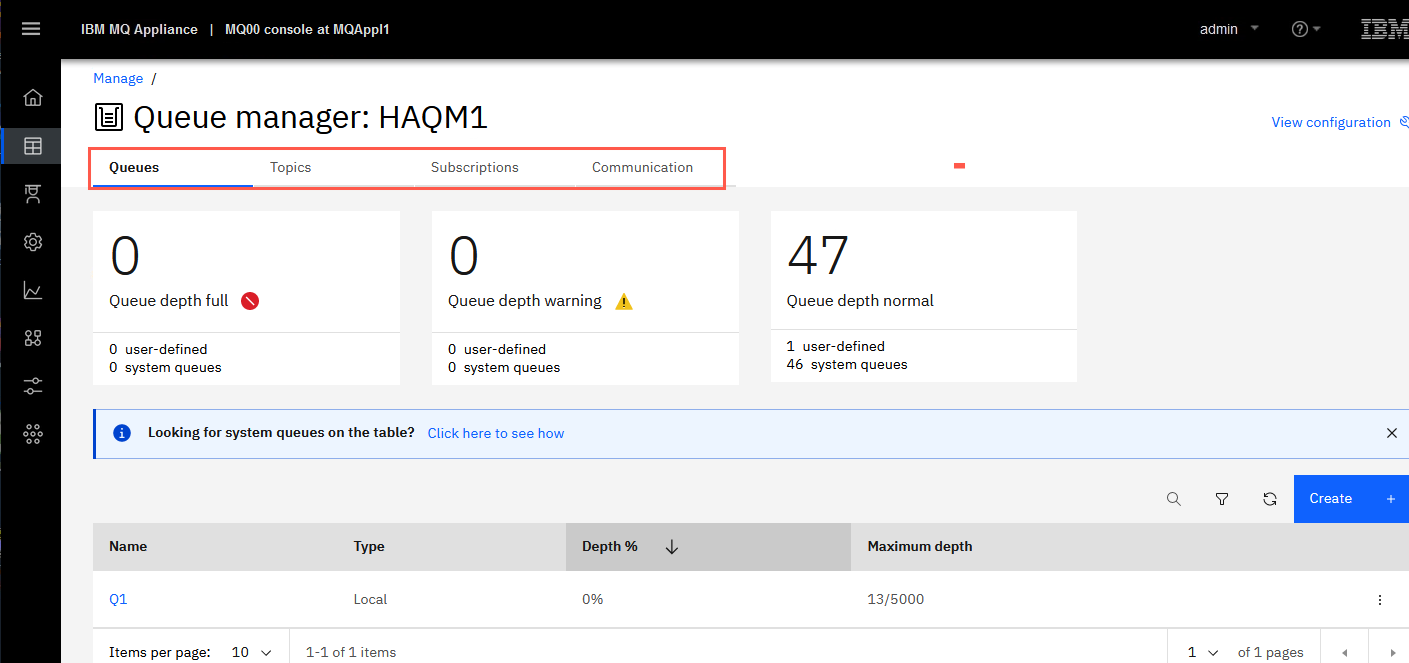 IBM MQ Appliance | MQ00 console at MQAppl1
admin
IBM
Manage /
Queue manager: HAQM1
View configuration
Queues Topics Subscriptions Communication
0 0 47
Queue depth full Queue depth warning Queue depth normal
0 user-defined 0 user-defined 1 user-defined
0 system queues 0 system queues 46 system queues
Looking for system queues on the table? Click here to see how
Create +
Name Type Depth % Maximum depth
Q1 Local 0% 13/5000
Items per page: 10 1-1 of 1 items 1 of 1 pages